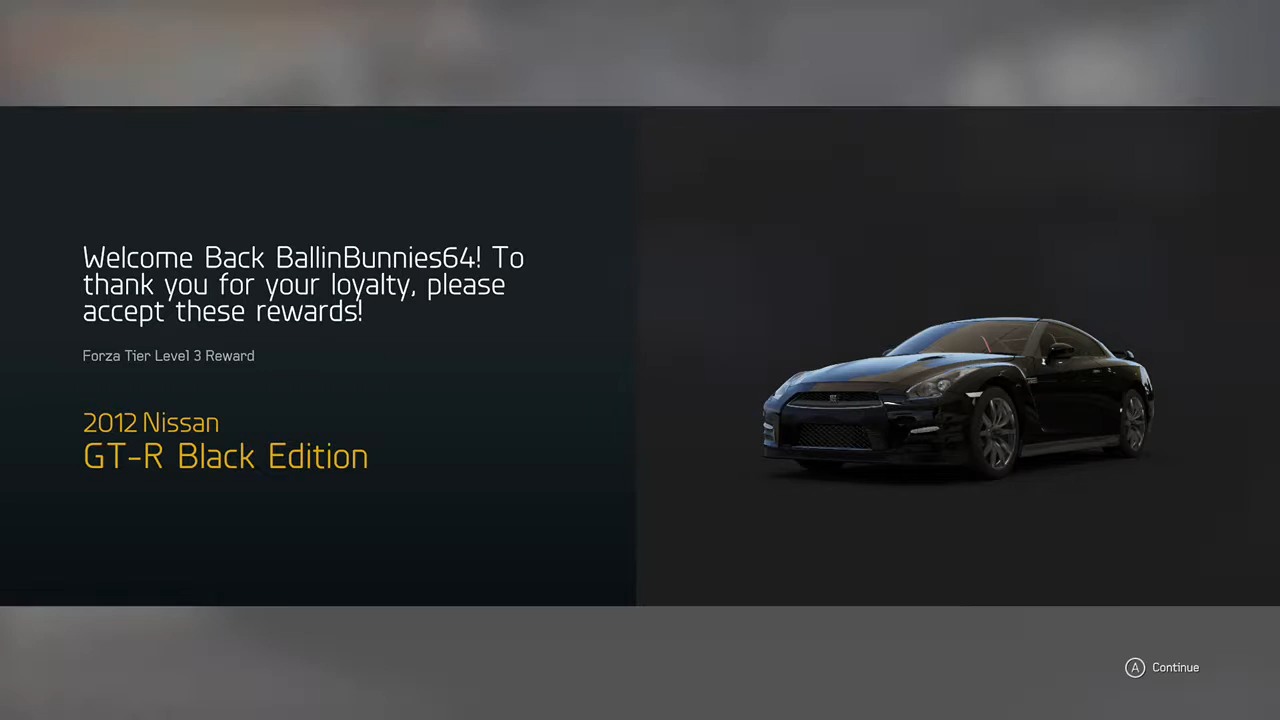 Welcome Back BallinBunnies64! To
thank you for your loyalty, please
accept these rewards!
Forza Tier Level 3 Reward
2012 Nissan
GT-R Black Edition
A Continue